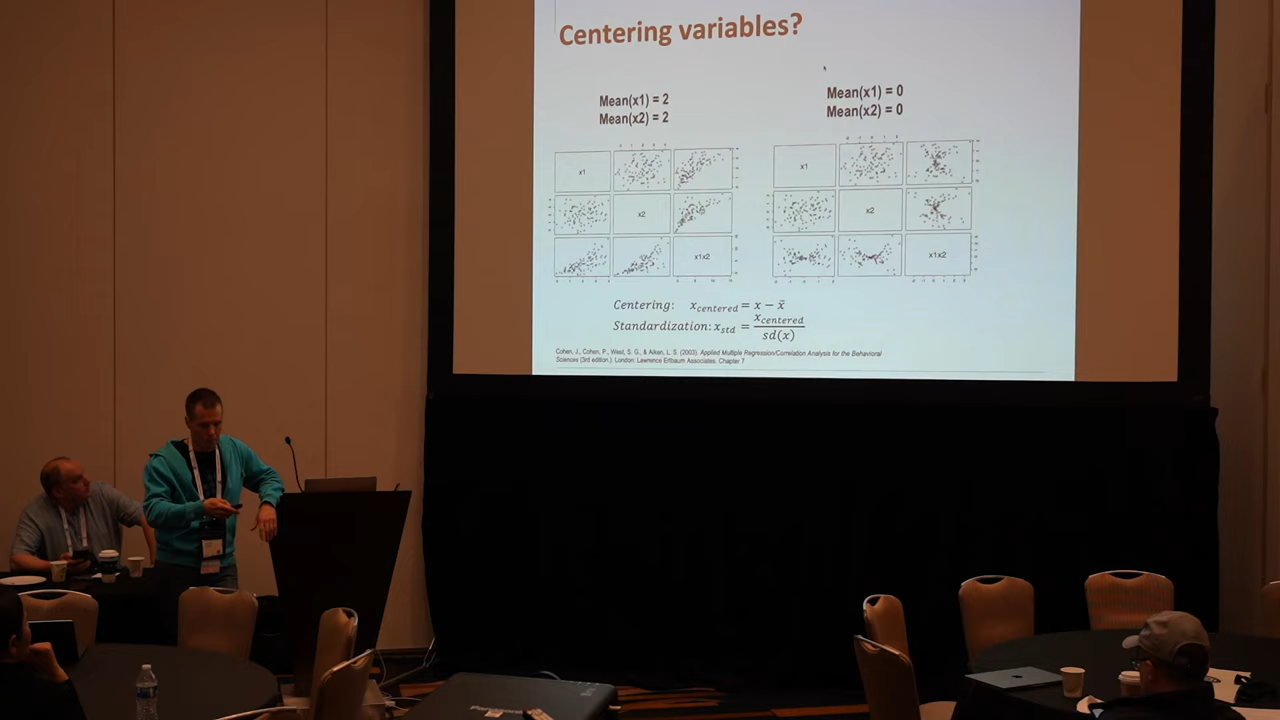 Centering variables?
Mean(x1) = 2
Mean(x2) = 2
Mean(x1) = 0
Mean(x2) = 0
x1
x2
x1x2
x1
x2
x1x2
Centering: x_centered = x − x̄
Standardization: x_std = x_centered / sd(x)
Cohen, J., Cohen, P., West, S. G., & Aiken, L. S. (2003). Applied Multiple Regression/Correlation Analysis for the Behavioral
Sciences (3rd edition.). London: Lawrence Erlbaum Associates. Chapter 7